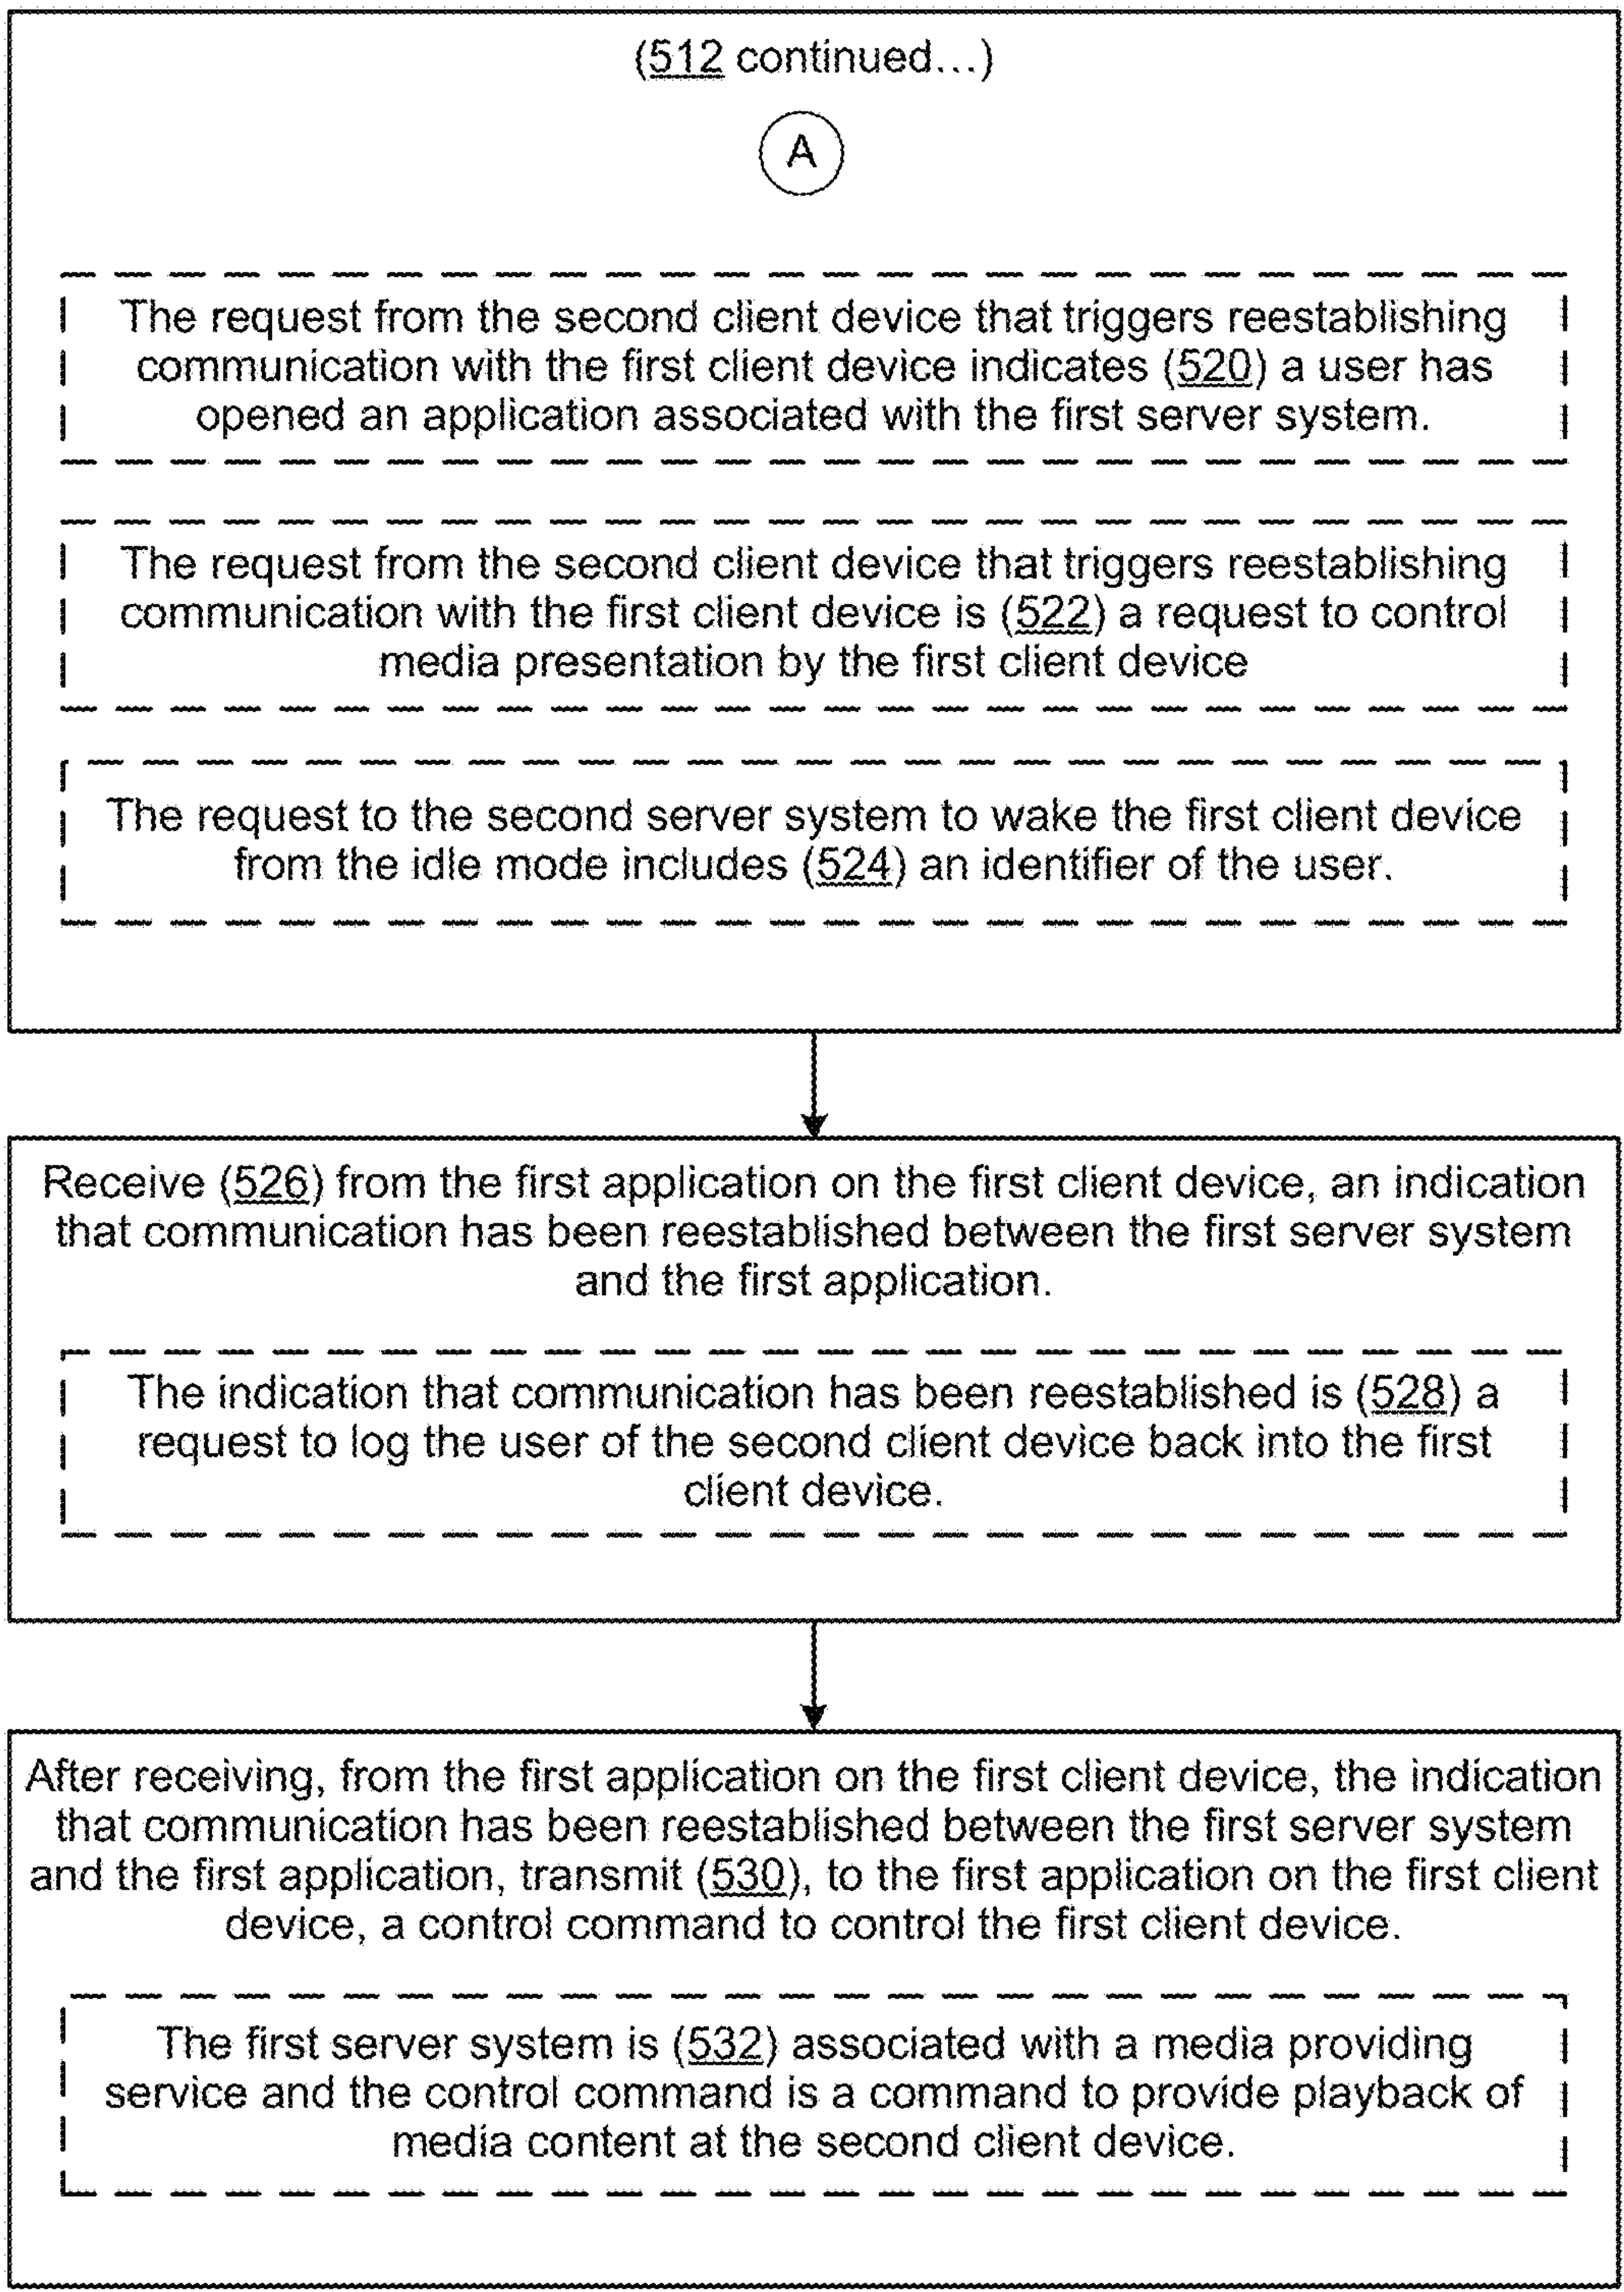 (512 continued...)
A
The request from the second client device that triggers reestablishing
communication with the first client device indicates (520) a user has
opened an application associated with the first server system.
The request from the second client device that triggers reestablishing
communication with the first client device is (522) a request to control
media presentation by the first client device
The request to the second server system to wake the first client device
from the idle mode includes (524) an identifier of the user.
Receive (526) from the first application on the first client device, an indication
that communication has been reestablished between the first server system
and the first application.
The indication that communication has been reestablished is (528) a
request to log the user of the second client device back into the first
client device.
After receiving, from the first application on the first client device, the indication
that communication has been reestablished between the first server system
and the first application, transmit (530), to the first application on the first client
device, a control command to control the first client device.
The first server system is (532) associated with a media providing
service and the control command is a command to provide playback of
media content at the second client device.